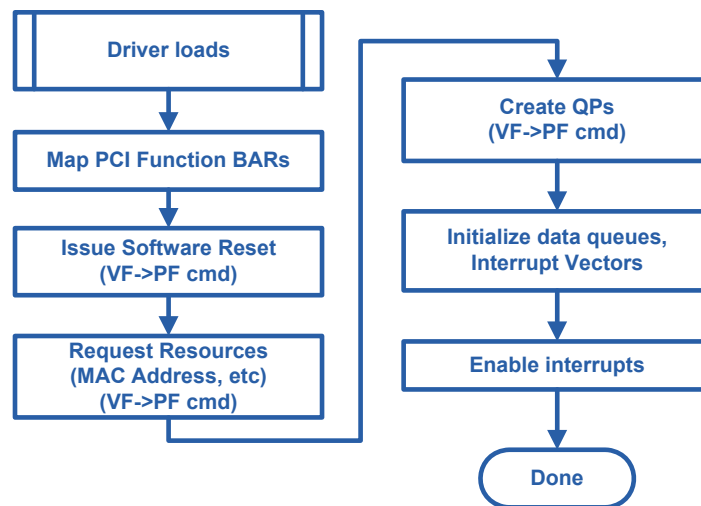 Driver loads
Map PCI Function BARs
Issue Software Reset
(VF->PF cmd)
Request Resources
(MAC Address, etc)
(VF->PF cmd)
Create QPs
(VF->PF cmd)
Initialize data queues,
Interrupt Vectors
Enable interrupts
Done